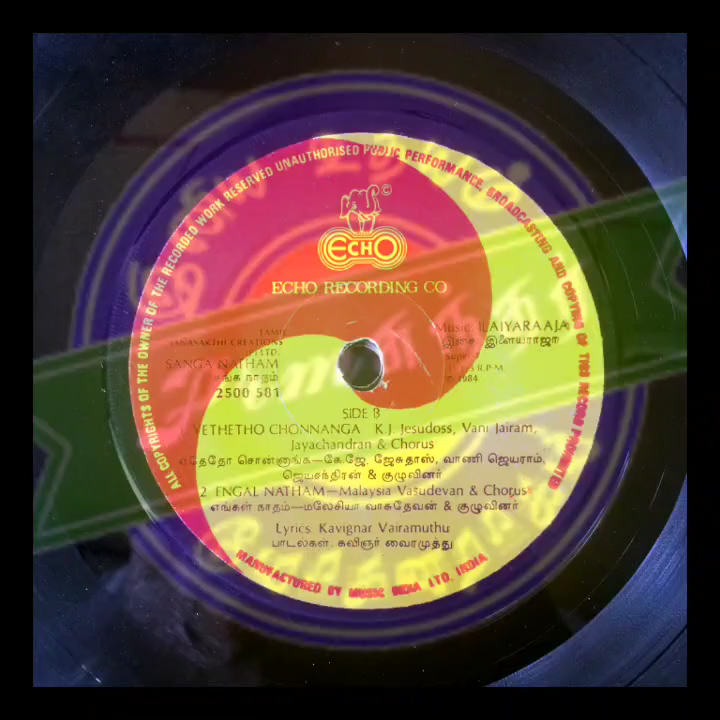 ALL COPYRIGHTS OF THE OWNER OF THE RECORDED WORK RESERVED UNAUTHORISED PUBLIC PERFORMANCE, BROADCASTING AND COPYING OF THIS RECORD PROHIBITED
©
ECHO
ECHO RECORDING CO
TAMIL
SANGA NATHAM
சங்க நாதம்
2500 581
Music: ILAIYARAAJA
இசை: இளையராஜா
R.P.M.
1984
SIDE B
YETHETHO CHONNANGA K.J. Jesudoss, Vani Jairam,
Jayachandran & Chorus
ஏதேதோ சொன்னாங்க—கே.ஜே. ஜேசுதாஸ், வாணி ஜெயராம்,
ஜெயசந்திரன் & குழுவினர்
2 ENGAL NATHAM—Malaysia Vasudevan & Chorus
எங்கள் நாதம்—மலேசியா வாசுதேவன் & குழுவினர்
Lyrics: Kavignar Vairamuthu
பாடல்கள்: கவிஞர் வைரமுத்து
MANUFACTURED BY MUSIC INDIA LTD. INDIA